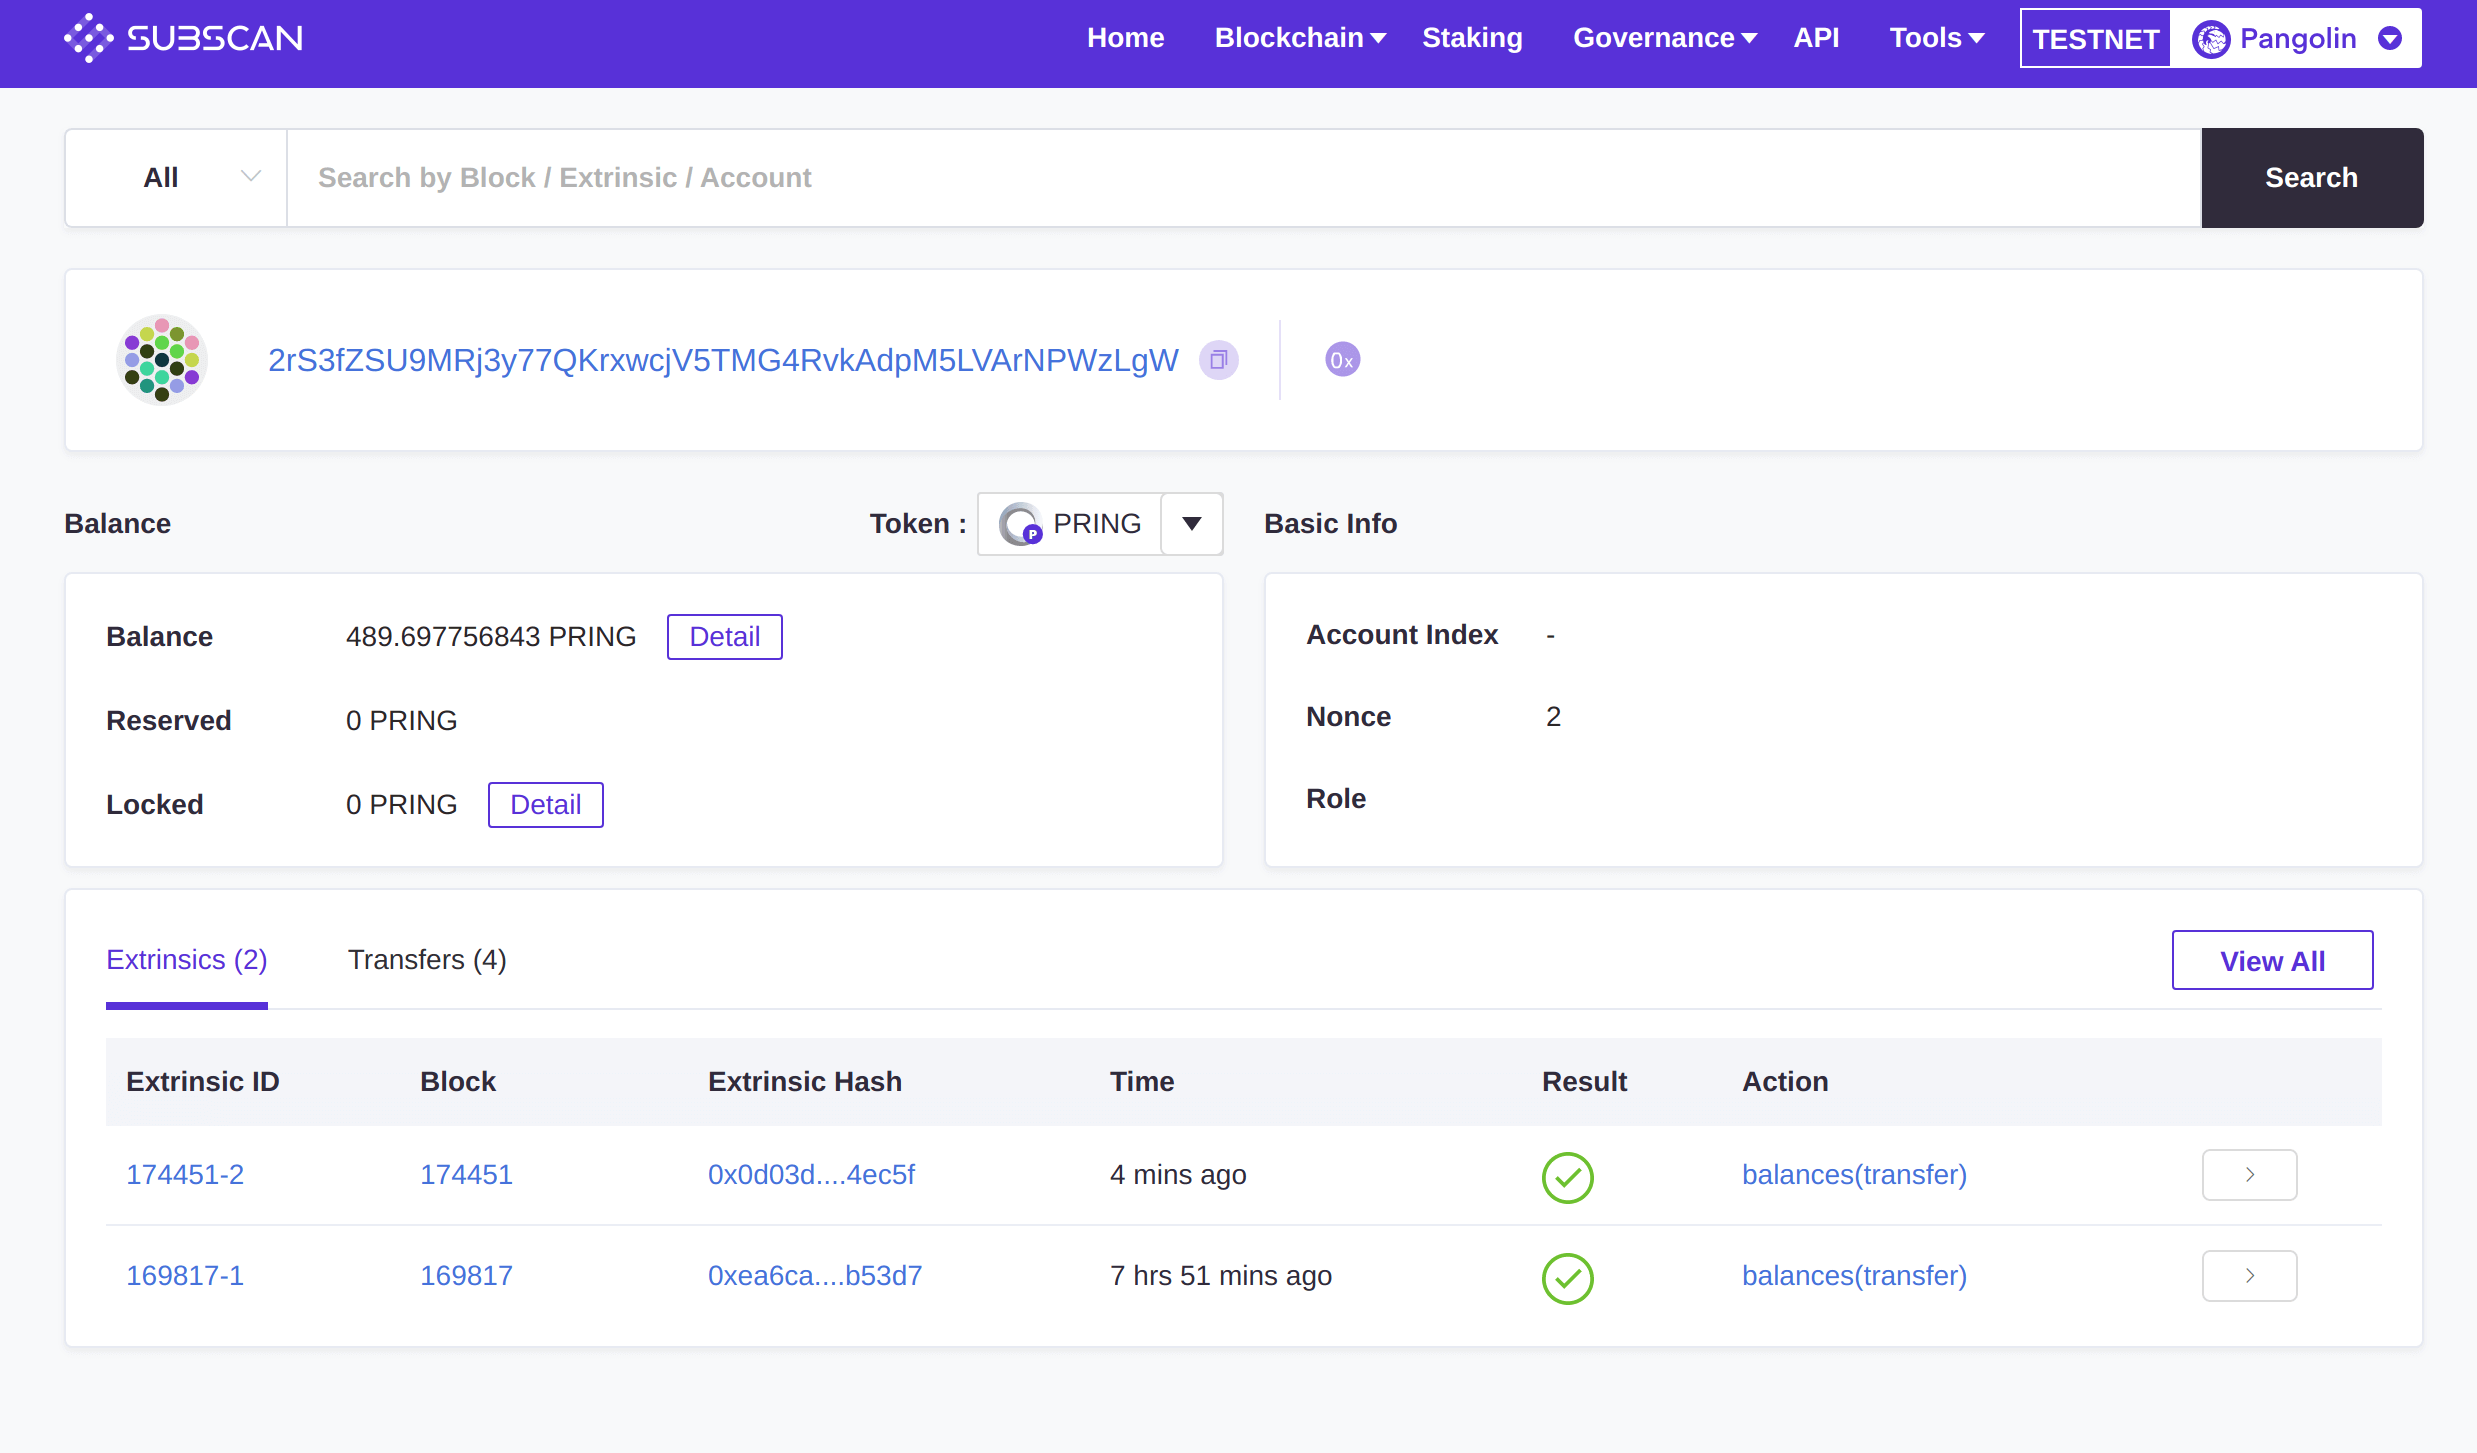 SUBSCAN Home Blockchain Staking Governance API Tools TESTNET Pangolin
All Search by Block / Extrinsic / Account Search
2rS3fZSU9MRj3y77QKrxwcjV5TMG4RvkAdpM5LVArNPWzLgW 0x
Balance Token : P PRING Basic Info
Balance 489.697756843 PRING Detail
Reserved 0 PRING
Locked 0 PRING Detail
Account Index -
Nonce 2
Role
Extrinsics (2) Transfers (4) View All
Extrinsic ID Block Extrinsic Hash Time Result Action
174451-2 174451 0x0d03d....4ec5f 4 mins ago balances(transfer)
169817-1 169817 0xea6ca....b53d7 7 hrs 51 mins ago balances(transfer)